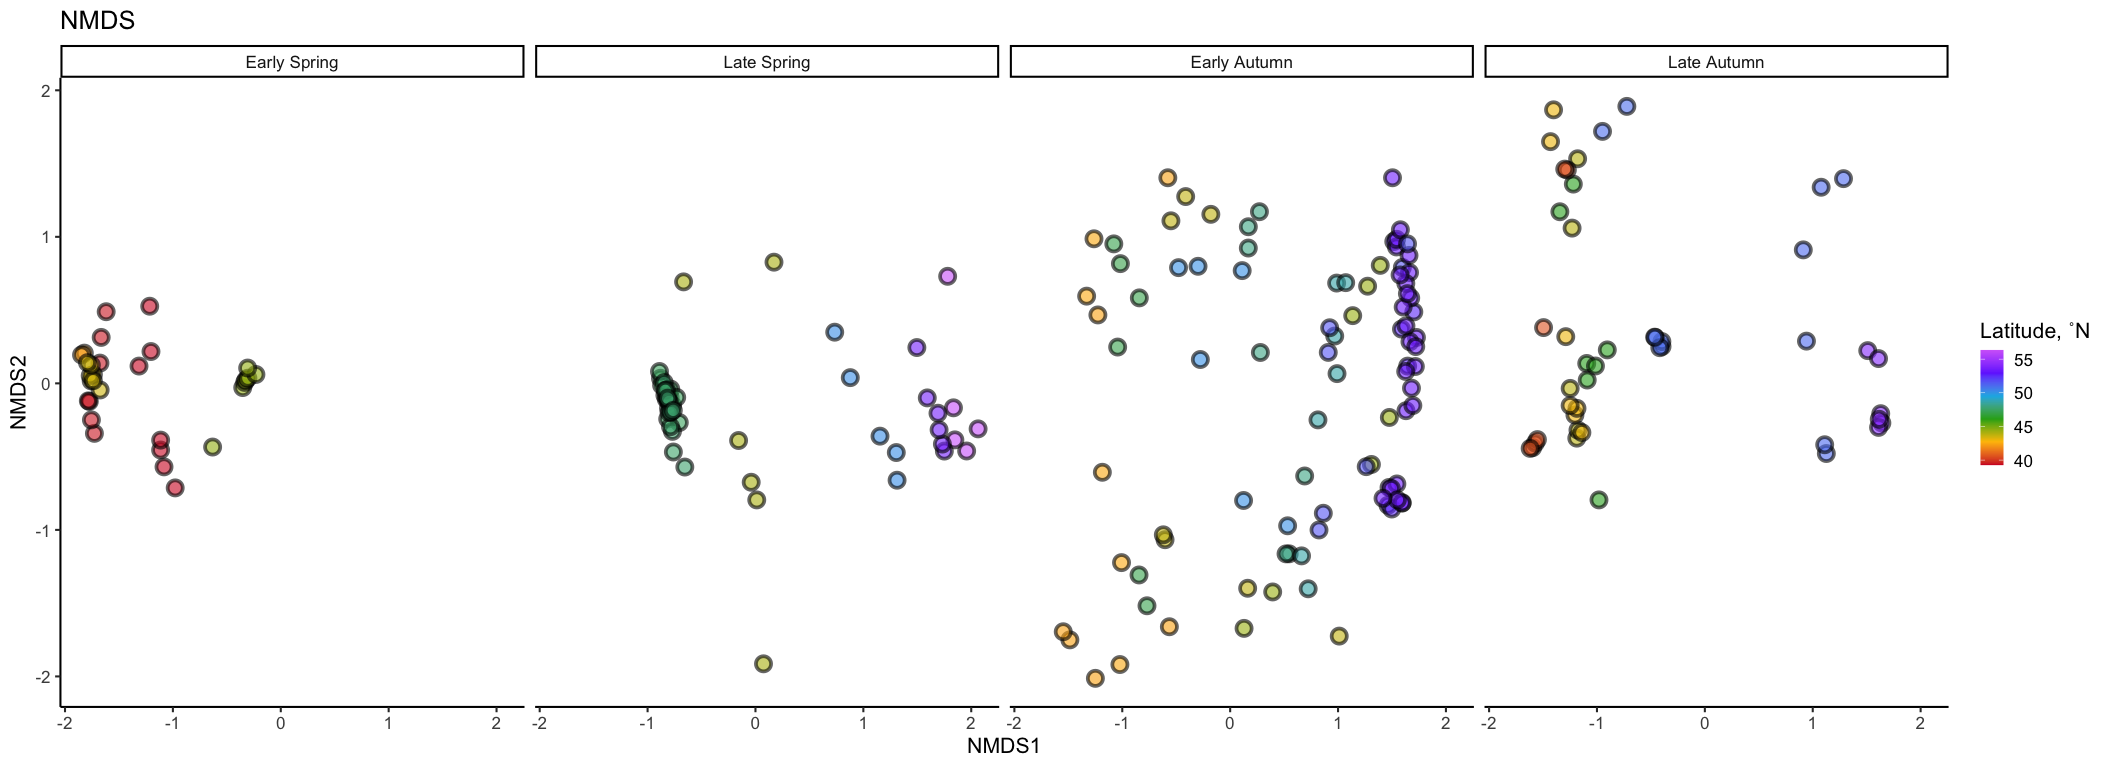 NMDS
Early Spring
Late Spring
Early Autumn
Late Autumn
2
1
0
-1
-2
NMDS2
-2 -1 0 1 2
-2 -1 0 1 2
-2 -1 0 1 2
-2 -1 0 1 2
NMDS1
Latitude, °N
55
50
45
40